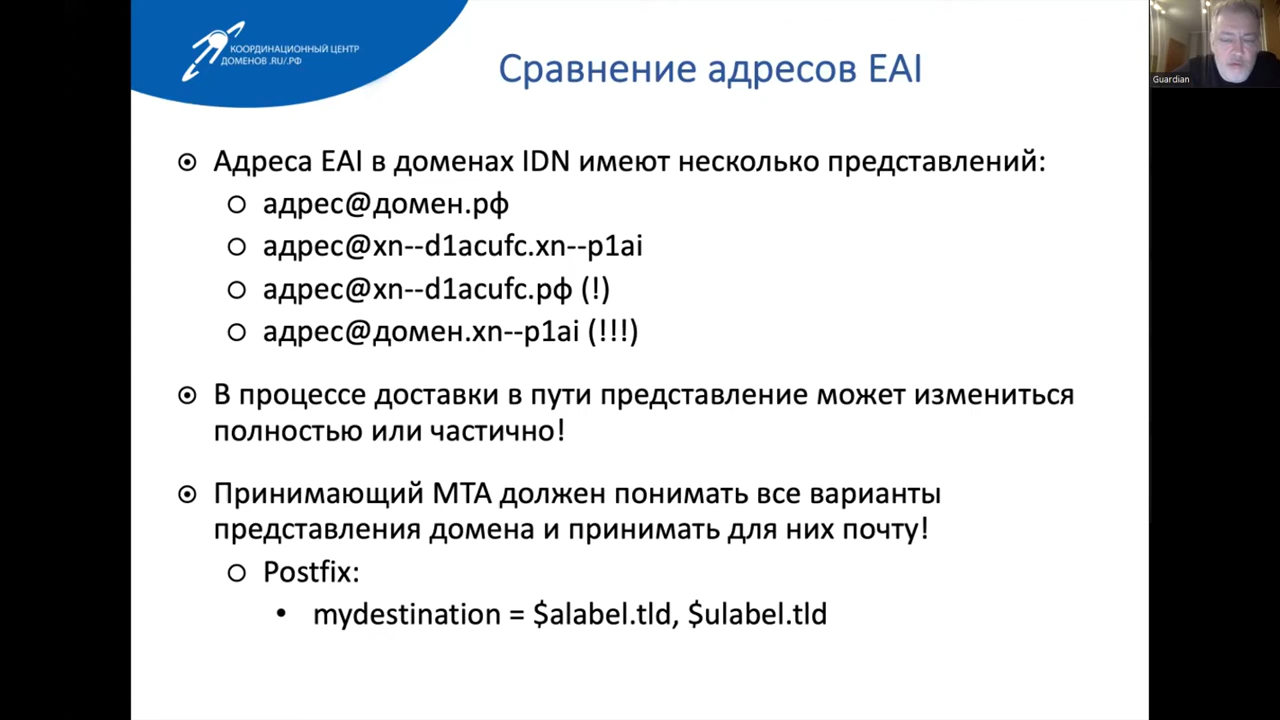 КООРДИНАЦИОННЫЙ ЦЕНТР
ДОМЕНОВ .RU/.РФ
Сравнение адресов EAI
Guardian
Адреса EAI в доменах IDN имеют несколько представлений:
адрес@домен.рф
адрес@xn--d1acufc.xn--p1ai
адрес@xn--d1acufc.рф (!)
адрес@домен.xn--p1ai (!!!)
В процессе доставки в пути представление может измениться
полностью или частично!
Принимающий MTA должен понимать все варианты
представления домена и принимать для них почту!
Postfix:
mydestination = $alabel.tld, $ulabel.tld